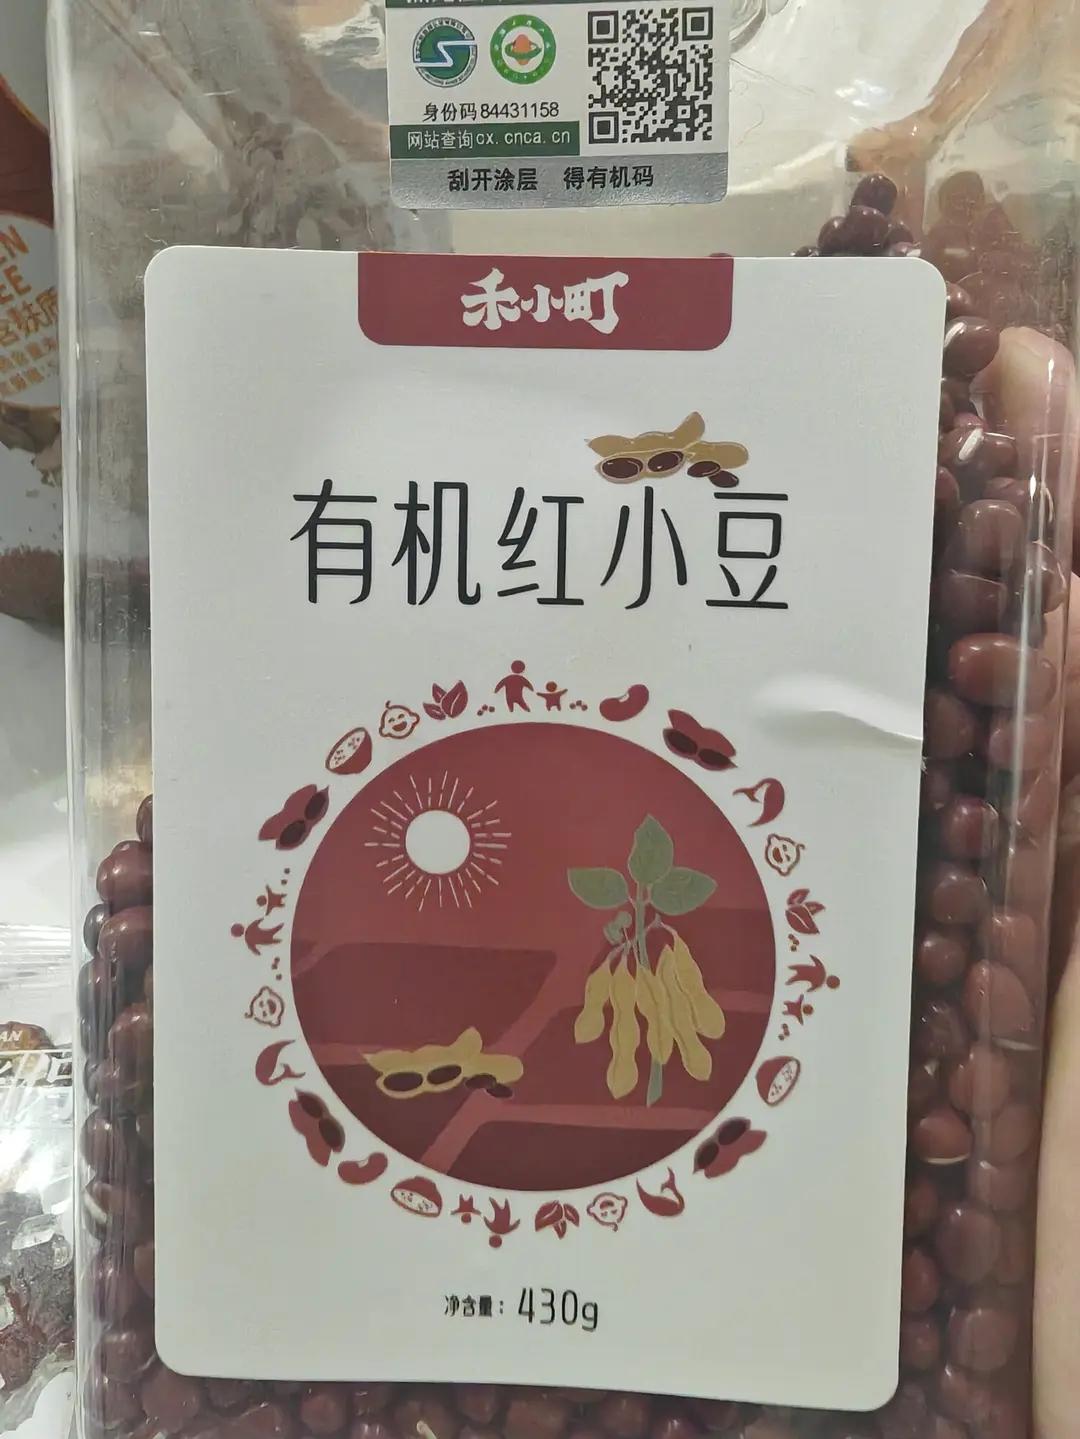 身份码84431158
网站查询cx.cnca.cn
刮开涂层 得有机码
禾小町
有机红小豆
净含量：430g